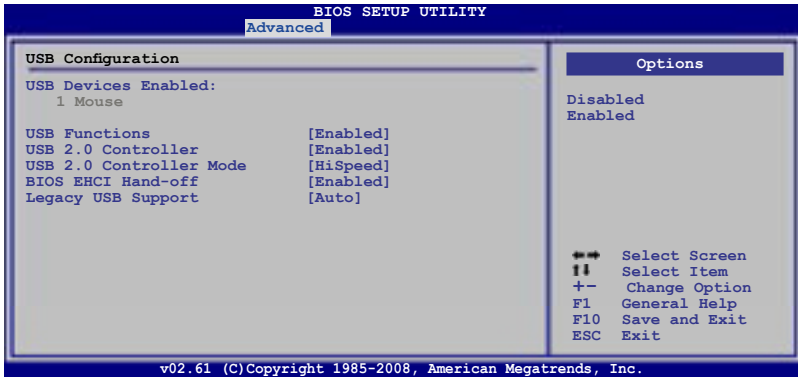 BIOS SETUP UTILITY
Advanced
USB Configuration
USB Devices Enabled:
1 Mouse
USB Functions [Enabled]
USB 2.0 Controller [Enabled]
USB 2.0 Controller Mode [HiSpeed]
BIOS EHCI Hand-off [Enabled]
Legacy USB Support [Auto]
Options
Disabled
Enabled
←→ Select Screen
↑↓ Select Item
+- Change Option
F1 General Help
F10 Save and Exit
ESC Exit
v02.61 (C)Copyright 1985-2008, American Megatrends, Inc.